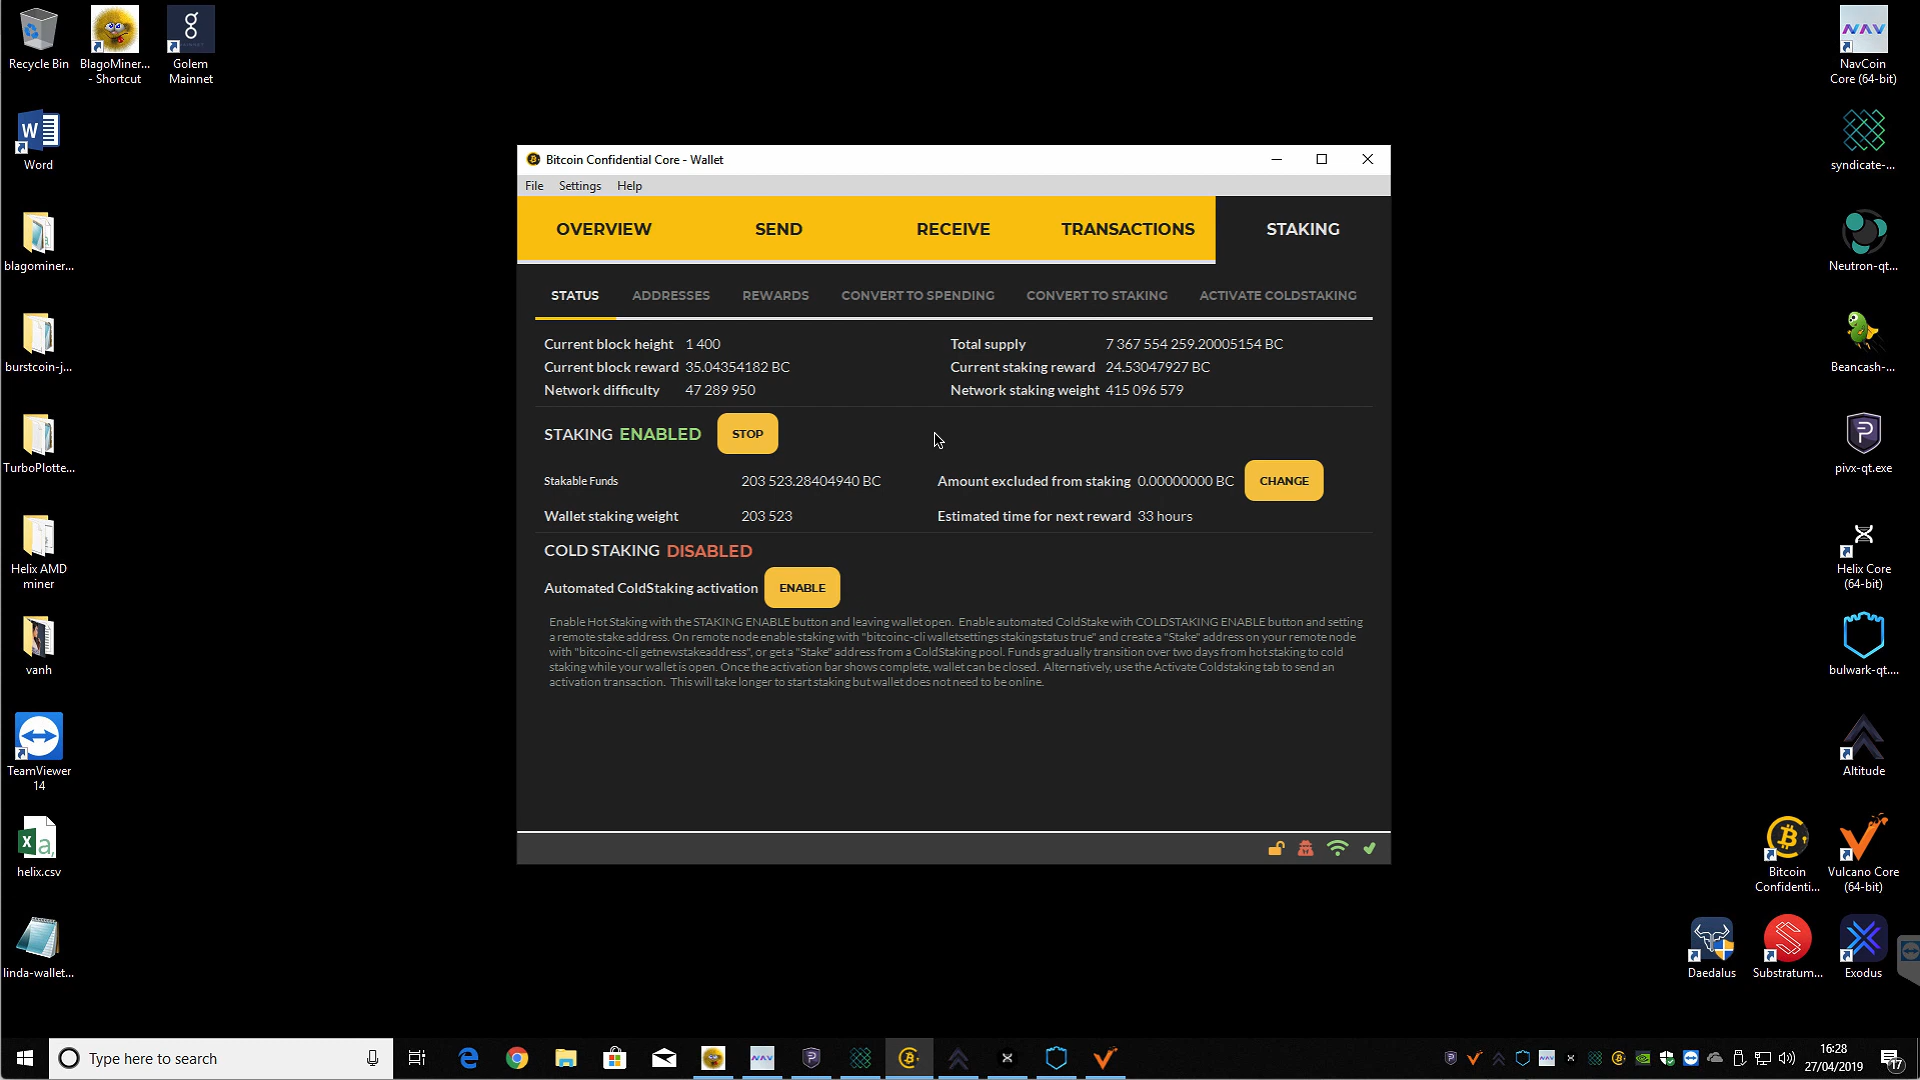 Recycle Bin
BlagoMiner...
- Shortcut
Golem
Mainnet
Word
blagominer...
burstcoin-j...
TurboPlotte...
Helix AMD
miner
vanh
TeamViewer
14
helix.csv
linda-wallet...
Bitcoin Confidential Core - Wallet
File Settings Help
OVERVIEW SEND RECEIVE TRANSACTIONS STAKING
STATUS ADDRESSES REWARDS CONVERT TO SPENDING CONVERT TO STAKING ACTIVATE COLDSTAKING
Current block height 1 400 Total supply 7 367 554 259.20005154 BC
Current block reward 35.04354182 BC Current staking reward 24.53047927 BC
Network difficulty 47 289 950 Network staking weight 415 096 579
STAKING ENABLED STOP
Stakable Funds 203 523.28404940 BC Amount excluded from staking 0.00000000 BC CHANGE
Wallet staking weight 203 523 Estimated time for next reward 33 hours
COLD STAKING DISABLED
Automated ColdStaking activation ENABLE
Enable Hot Staking with the STAKING ENABLE button and leaving wallet open. Enable automated ColdStake with COLDSTAKING ENABLE button and setting
a remote stake address. On remote node enable staking with "bitcoinc-cli walletsettings stakingstatus true" and create a "Stake" address on your remote node
with "bitcoinc-cli getnewstakeaddress", or get a "Stake" address from a ColdStaking pool. Funds gradually transition over two days from hot staking to cold
staking while your wallet is open. Once the activation bar shows complete, wallet can be closed. Alternatively, use the Activate Coldstaking tab to send an
activation transaction. This will take longer to start staking but wallet does not need to be online.
NAV
NavCoin
Core (64-bit)
syndicate-...
Neutron-qt...
Beancash-...
pivx-qt.exe
Helix Core
(64-bit)
bulwark-qt....
Altitude
Bitcoin
Confidenti...
Vulcano Core
(64-bit)
Daedalus
Substratum...
Exodus
Type here to search
NAV
16:28
27/04/2019
17